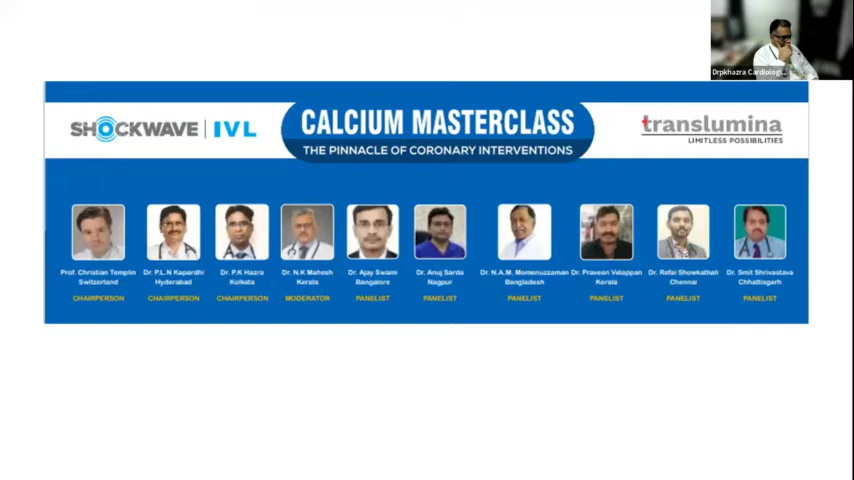 Drpkhazra Cardiologi...
SHOCKWAVE | IVL
CALCIUM MASTERCLASS
THE PINNACLE OF CORONARY INTERVENTIONS
translumina
LIMITLESS POSSIBILITIES
Prof. Christian Templin
Switzerland
CHAIRPERSON
Dr. P.L.N Kapardhi
Hyderabad
CHAIRPERSON
Dr. P.K Hazra
Kolkata
CHAIRPERSON
Dr. N.K Mahesh
Kerala
MODERATOR
Dr. Ajay Swami
Bangalore
PANELIST
Dr. Anuj Sarda
Nagpur
PANELIST
Dr. N.A.M. Momenuzzaman
Bangladesh
PANELIST
Dr. Praveen Velappan
Kerala
PANELIST
Dr. Refai Showkathali
Chennai
PANELIST
Dr. Smit Shrivastava
Chhattisgarh
PANELIST